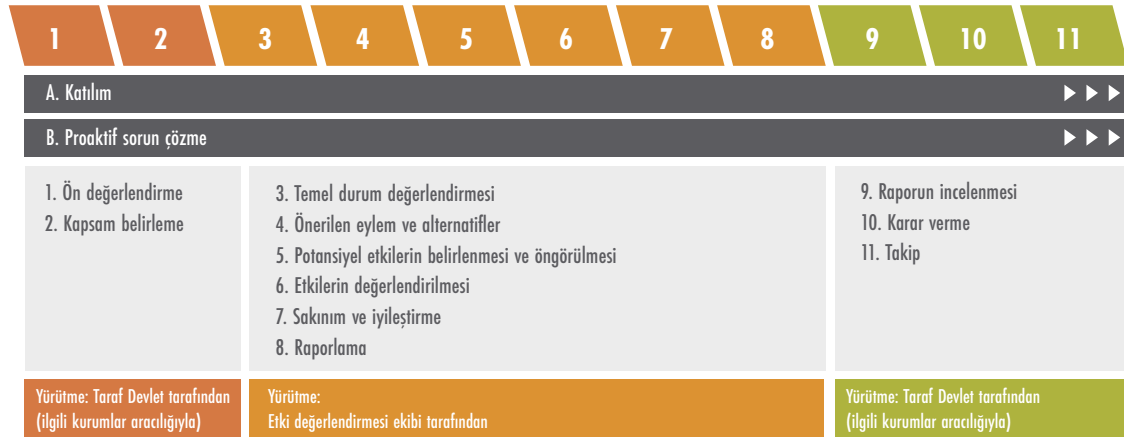 1 2 3 4 5 6 7 8 9 10 11
A. Katılım
B. Proaktif sorun çözme
1. Ön değerlendirme
2. Kapsam belirleme
3. Temel durum değerlendirmesi
4. Önerilen eylem ve alternatifler
5. Potansiyel etkilerin belirlenmesi ve öngörülmesi
6. Etkilerin değerlendirilmesi
7. Sakınım ve iyileştirme
8. Raporlama
9. Raporun incelenmesi
10. Karar verme
11. Takip
Yürütme: Taraf Devlet tarafından
(ilgili kurumlar aracılığıyla)
Yürütme:
Etki değerlendirmesi ekibi tarafından
Yürütme: Taraf Devlet tarafından
(ilgili kurumlar aracılığıyla)